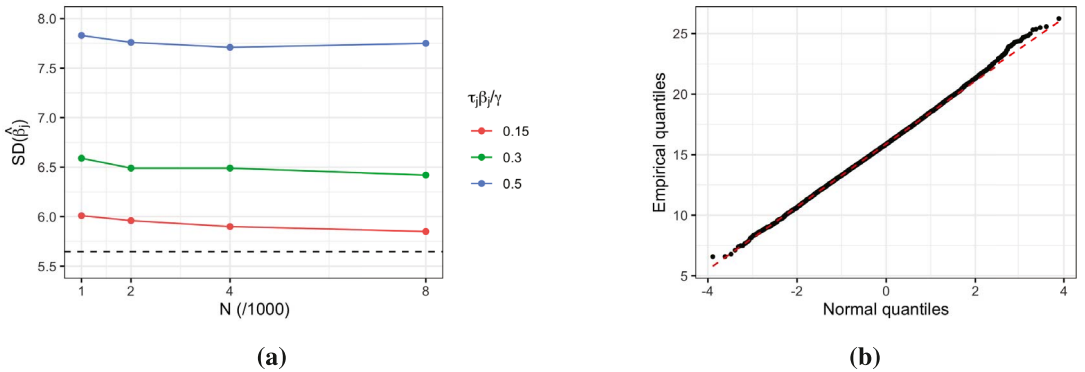 8.0
7.5
7.0
6.5
6.0
5.5
SD(β̂j)
1 2 4 8
N (/1000)
τjβj/γ
0.15
0.3
0.5
(a)
25
20
15
10
5
Empirical quantiles
-4 -2 0 2 4
Normal quantiles
(b)